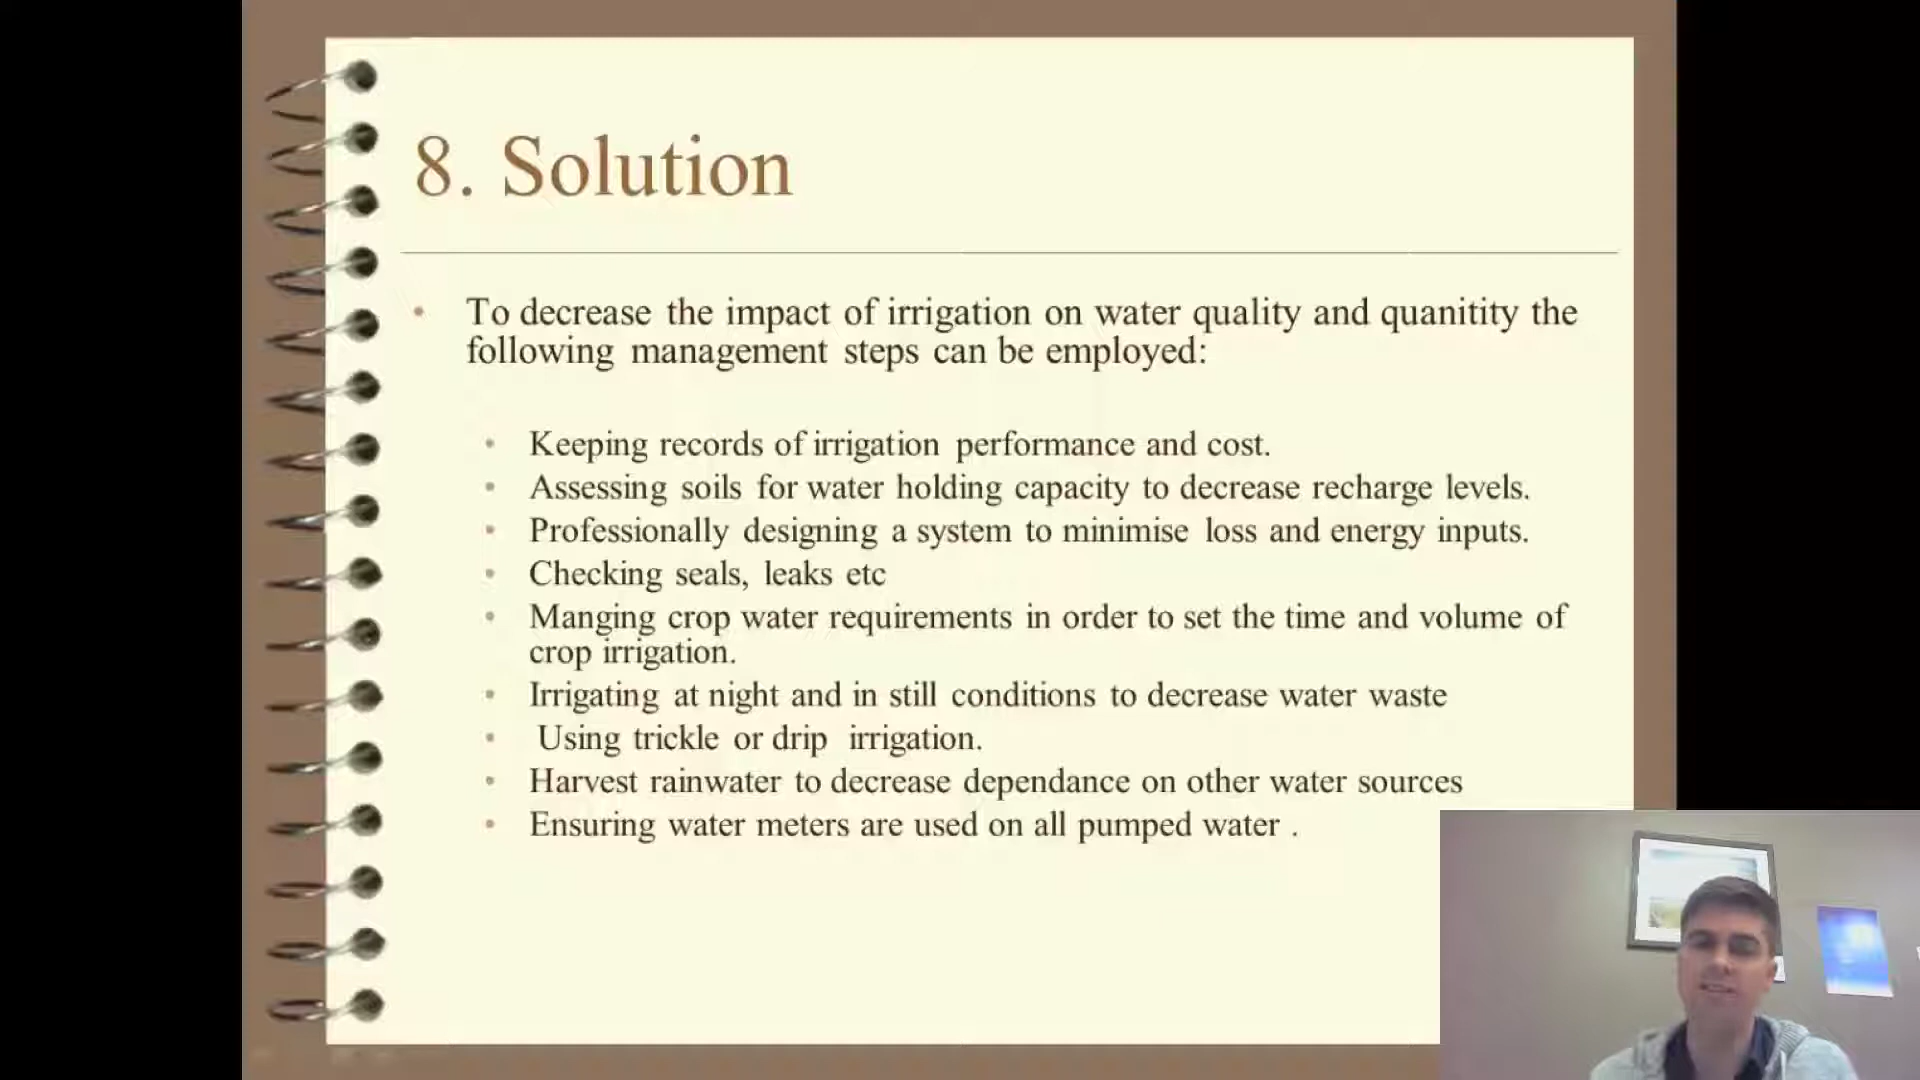 8. Solution
• To decrease the impact of irrigation on water quality and quanitity the
following management steps can be employed:
• Keeping records of irrigation performance and cost.
• Assessing soils for water holding capacity to decrease recharge levels.
• Professionally designing a system to minimise loss and energy inputs.
• Checking seals, leaks etc
• Manging crop water requirements in order to set the time and volume of
crop irrigation.
• Irrigating at night and in still conditions to decrease water waste
• Using trickle or drip irrigation.
• Harvest rainwater to decrease dependance on other water sources
• Ensuring water meters are used on all pumped water .